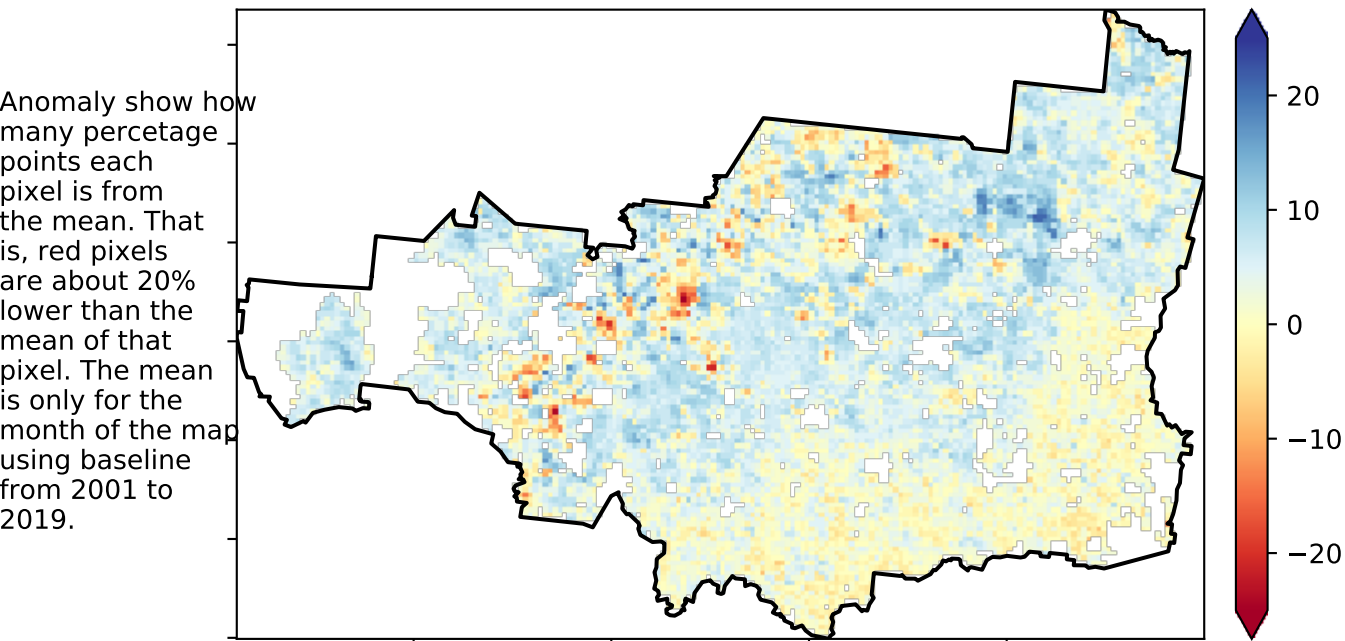 Anomaly show how
many percetage
points each
pixel is from
the mean. That
is, red pixels
are about 20%
lower than the
mean of that
pixel. The mean
is only for the
month of the map
using baseline
from 2001 to
2019.
20
10
0
−10
−20